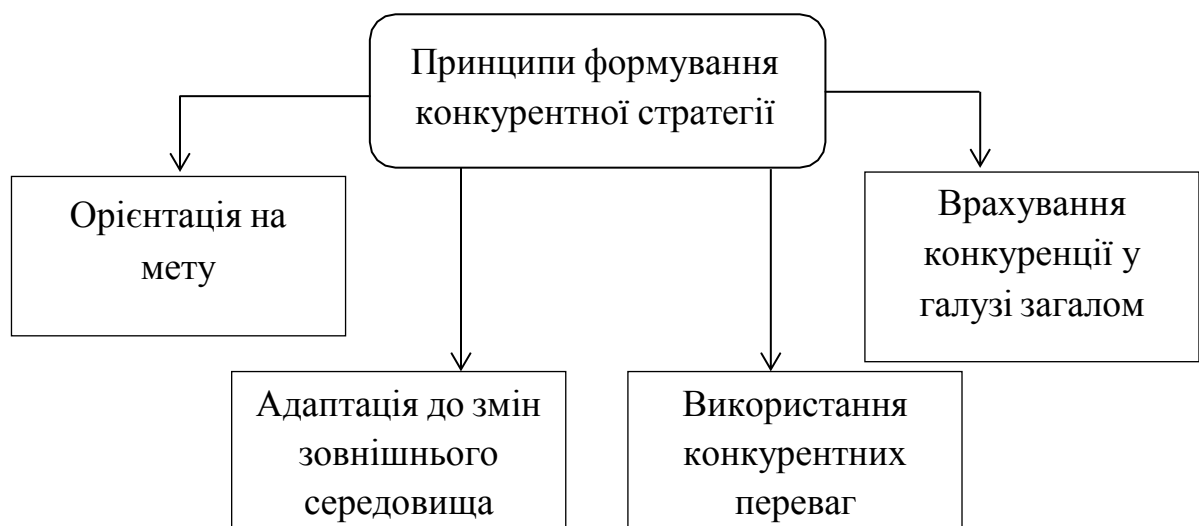 Принципи формування
конкурентної стратегії
Орієнтація на
мету
Врахування
конкуренції у
галузі загалом
Адаптація до змін
зовнішнього
середовища
Використання
конкурентних
переваг